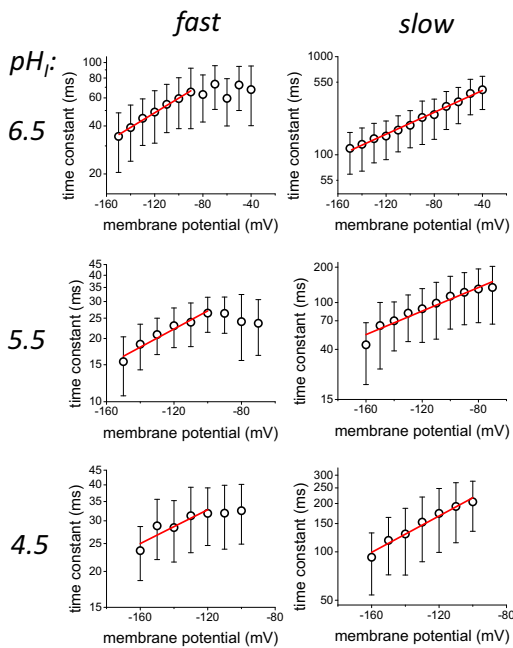 fast slow
pH_l:
6.5
5.5
4.5
time constant (ms)
100
80
60
40
20
-160 -120 -80 -40
membrane potential (mV)
time constant (ms)
1000
550
100
55
-160 -120 -80 -40
membrane potential (mV)
time constant (ms)
45
40
35
30
25
20
15
10
-160 -120 -80
membrane potential (mV)
time constant (ms)
200
100
70
40
15
-160 -120 -80
membrane potential (mV)
time constant (ms)
45
40
35
30
25
20
15
-160 -120 -80
membrane potential (mV)
time constant (ms)
300
250
200
150
100
50
-160 -120 -80
membrane potential (mV)